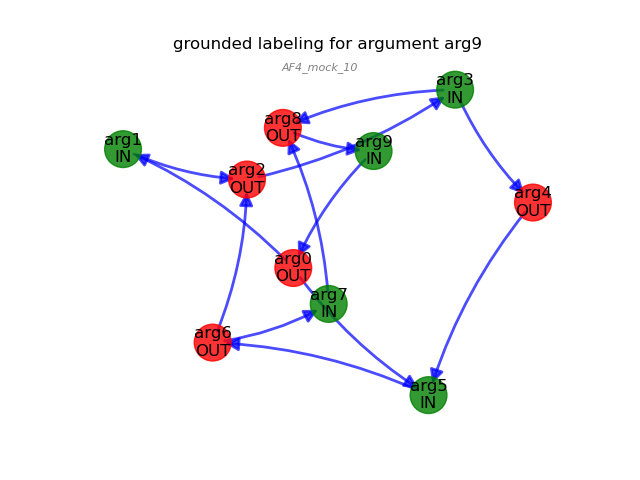 grounded labeling for argument arg9
AF4_mock_10
arg3
IN
arg8
OUT
arg1
IN
arg9
IN
arg2
OUT
arg4
OUT
arg0
OUT
arg7
IN
arg6
OUT
arg5
IN